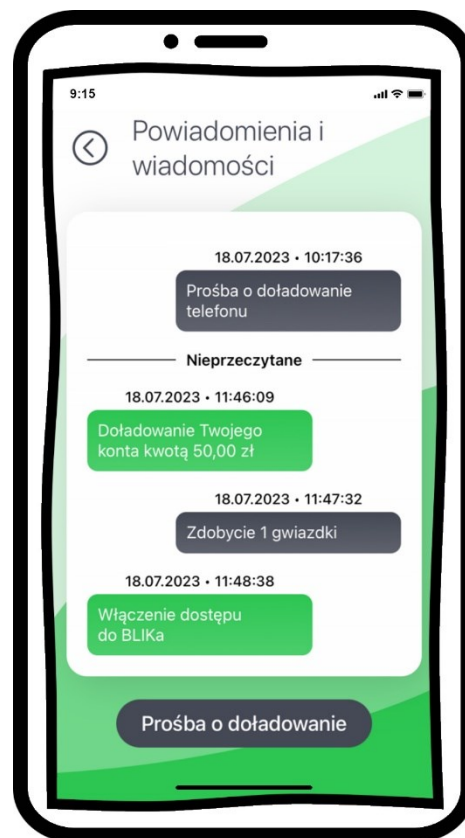 9:15
Powiadomienia i
wiadomości
18.07.2023 • 10:17:36
Prośba o doładowanie
telefonu
Nieprzeczytane
18.07.2023 • 11:46:09
Doładowanie Twojego
konta kwotą 50,00 zł
18.07.2023 • 11:47:32
Zdobycie 1 gwiazdki
18.07.2023 • 11:48:38
Włączenie dostępu
do BLIKa
Prośba o doładowanie